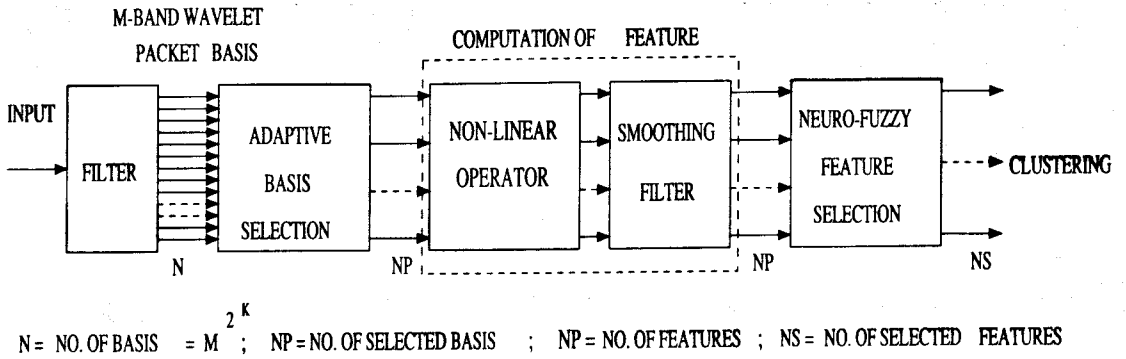 M-BAND WAVELET
PACKET BASIS
COMPUTATION OF FEATURE
INPUT
FILTER
ADAPTIVE
BASIS
SELECTION
NON-LINEAR
OPERATOR
SMOOTHING
FILTER
NEURO-FUZZY
FEATURE
SELECTION
CLUSTERING
N
NP
NP
NS
N = NO. OF BASIS = M 2 K ; NP = NO. OF SELECTED BASIS ; NP = NO. OF FEATURES ; NS = NO. OF SELECTED FEATURES